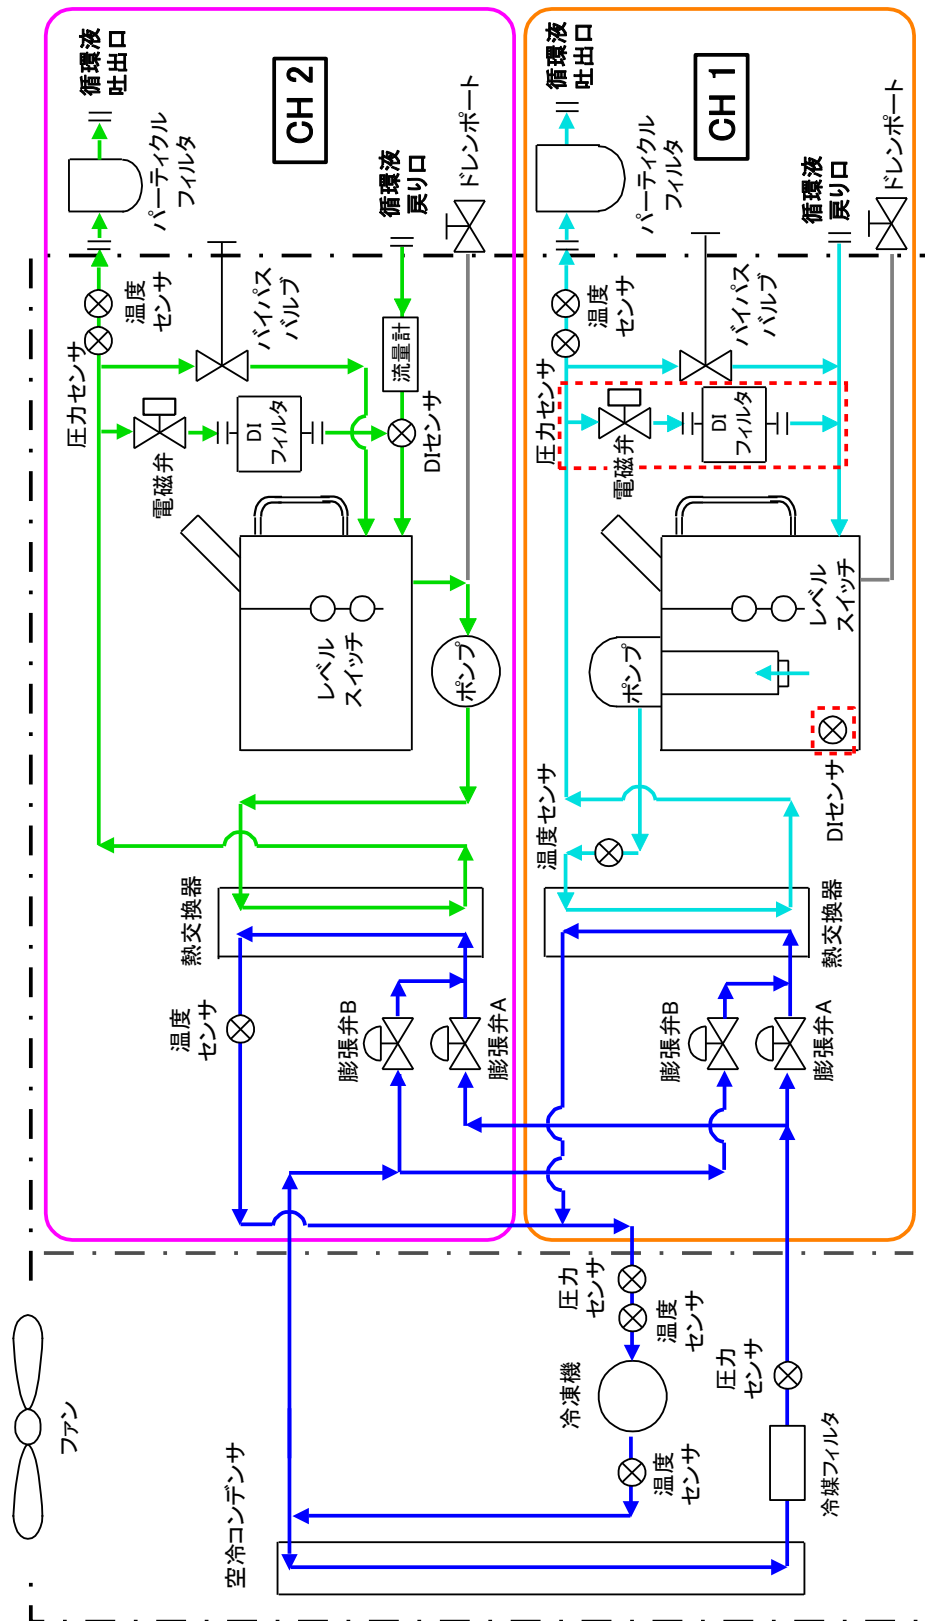 ファン
空冷コンデンサ
冷凍機
温度
センサ
圧力
センサ
温度
センサ
冷媒フィルタ
圧力
センサ
CH 2
温度
センサ
熱交換器
膨張弁B
膨張弁A
レベル
スイッチ
ポンプ
圧力センサ
電磁弁
DI
フィルタ
温度
センサ
バイパス
バルブ
流量計
DIセンサ
パーティクル
フィルタ
循環液
吐出口
循環液
戻り口
ドレンポート
CH 1
膨張弁B
膨張弁A
熱交換器
温度センサ
ポンプ
DIセンサ
レベル
スイッチ
圧力センサ
電磁弁
DI
フィルタ
温度
センサ
バイパス
バルブ
パーティクル
フィルタ
循環液
吐出口
循環液
戻り口
ドレンポート